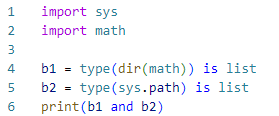 1 import sys
2 import math
3
4 b1 = type(dir(math)) is list
5 b2 = type(sys.path) is list
6 print(b1 and b2)